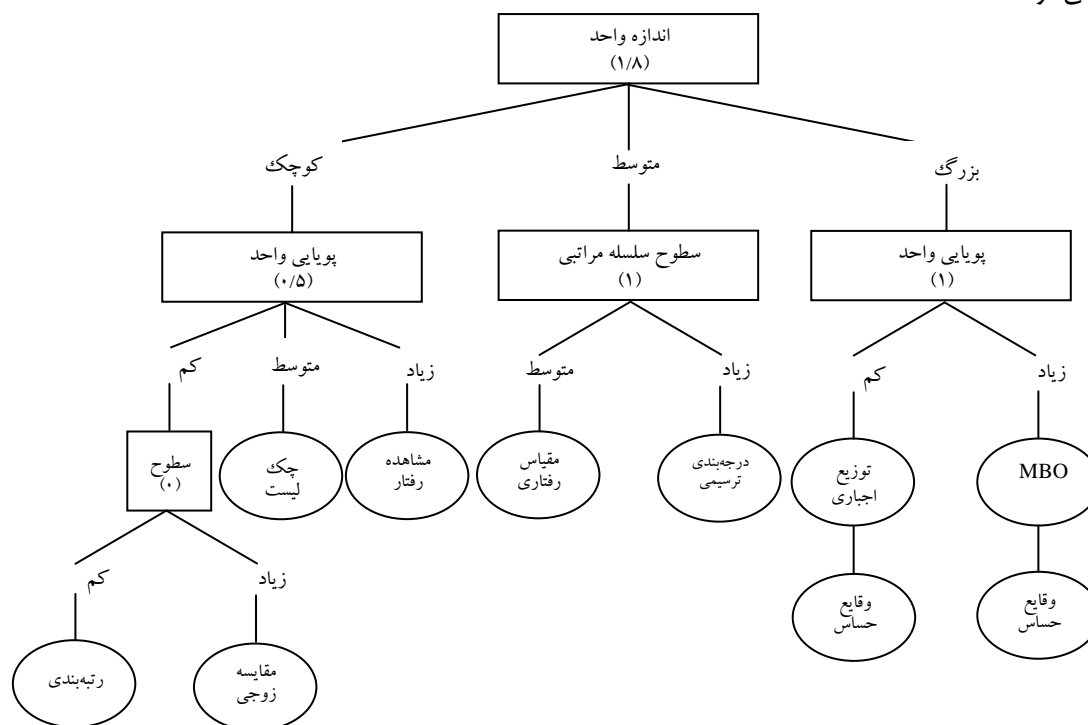 اندازه واحد
(۱/۸)
کوچک
متوسط
بزرگ
پویایی واحد
(۰/۵)
سطوح سلسله مراتبی
(۱)
پویایی واحد
(۱)
کم
متوسط
زیاد
متوسط
زیاد
کم
زیاد
سطوح
(۰)
چک
لیست
مشاهده
رفتار
مقیاس
رفتاری
درجه‌بندی
ترسیمی
توزیع
اجباری
MBO
کم
زیاد
وقایع
حساس
وقایع
حساس
رتبه‌بندی
مقایسه
زوجی